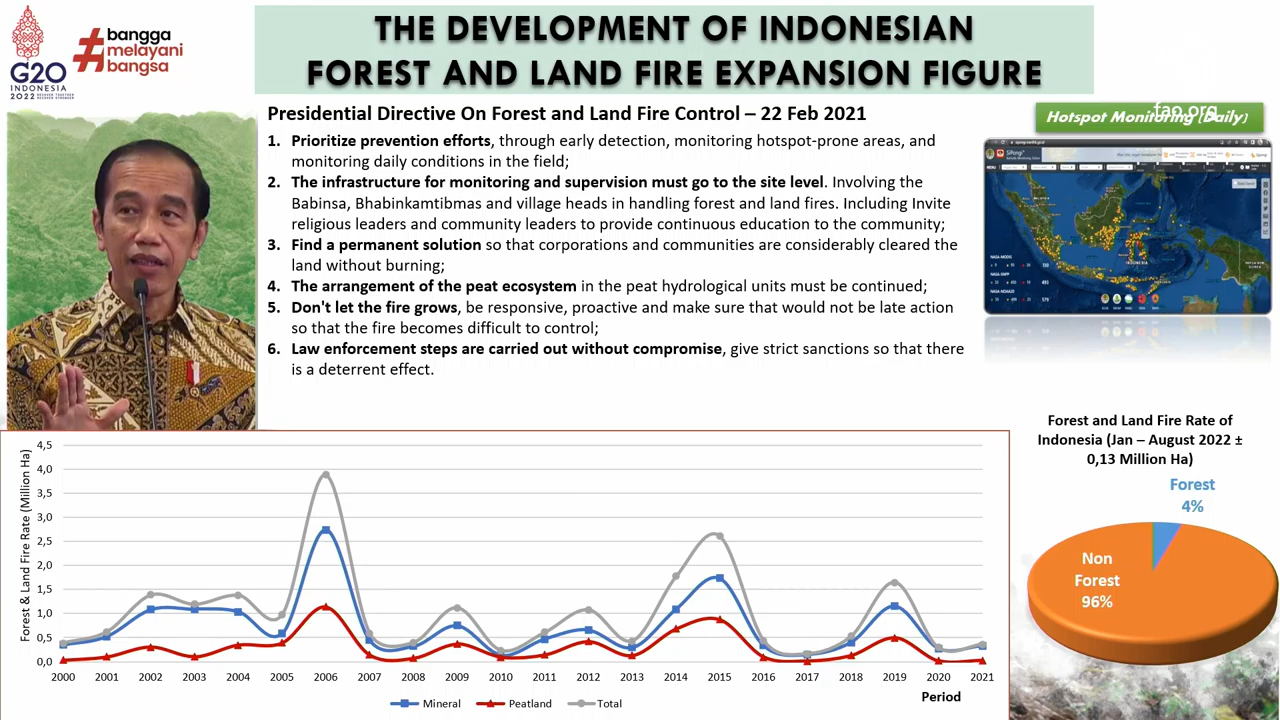 THE DEVELOPMENT OF INDONESIAN
FOREST AND LAND FIRE EXPANSION FIGURE
G20
INDONESIA
2022
#bangga
melayani
bangsa
fao.org
Presidential Directive On Forest and Land Fire Control – 22 Feb 2021
1. Prioritize prevention efforts, through early detection, monitoring hotspot-prone areas, and
monitoring daily conditions in the field;
2. The infrastructure for monitoring and supervision must go to the site level. Involving the
Babinsa, Bhabinkamtibmas and village heads in handling forest and land fires. Including Invite
religious leaders and community leaders to provide continuous education to the community;
3. Find a permanent solution so that corporations and communities are considerably cleared the
land without burning;
4. The arrangement of the peat ecosystem in the peat hydrological units must be continued;
5. Don't let the fire grows, be responsive, proactive and make sure that would not be late action
so that the fire becomes difficult to control;
6. Law enforcement steps are carried out without compromise, give strict sanctions so that there
is a deterrent effect.
Hotspot Monitoring (Daily)
SiPongi
INDONESIA
Forest & Land Fire Rate (Million Ha)
4,5
4,0
3,5
3,0
2,5
2,0
1,5
1,0
0,5
0,0
2000 2001 2002 2003 2004 2005 2006 2007 2008 2009 2010 2011 2012 2013 2014 2015 2016 2017 2018 2019 2020 2021
Period
Mineral Peatland Total
Forest and Land Fire Rate of
Indonesia (Jan – August 2022 ±
0,13 Million Ha)
Forest
4%
Non
Forest
96%